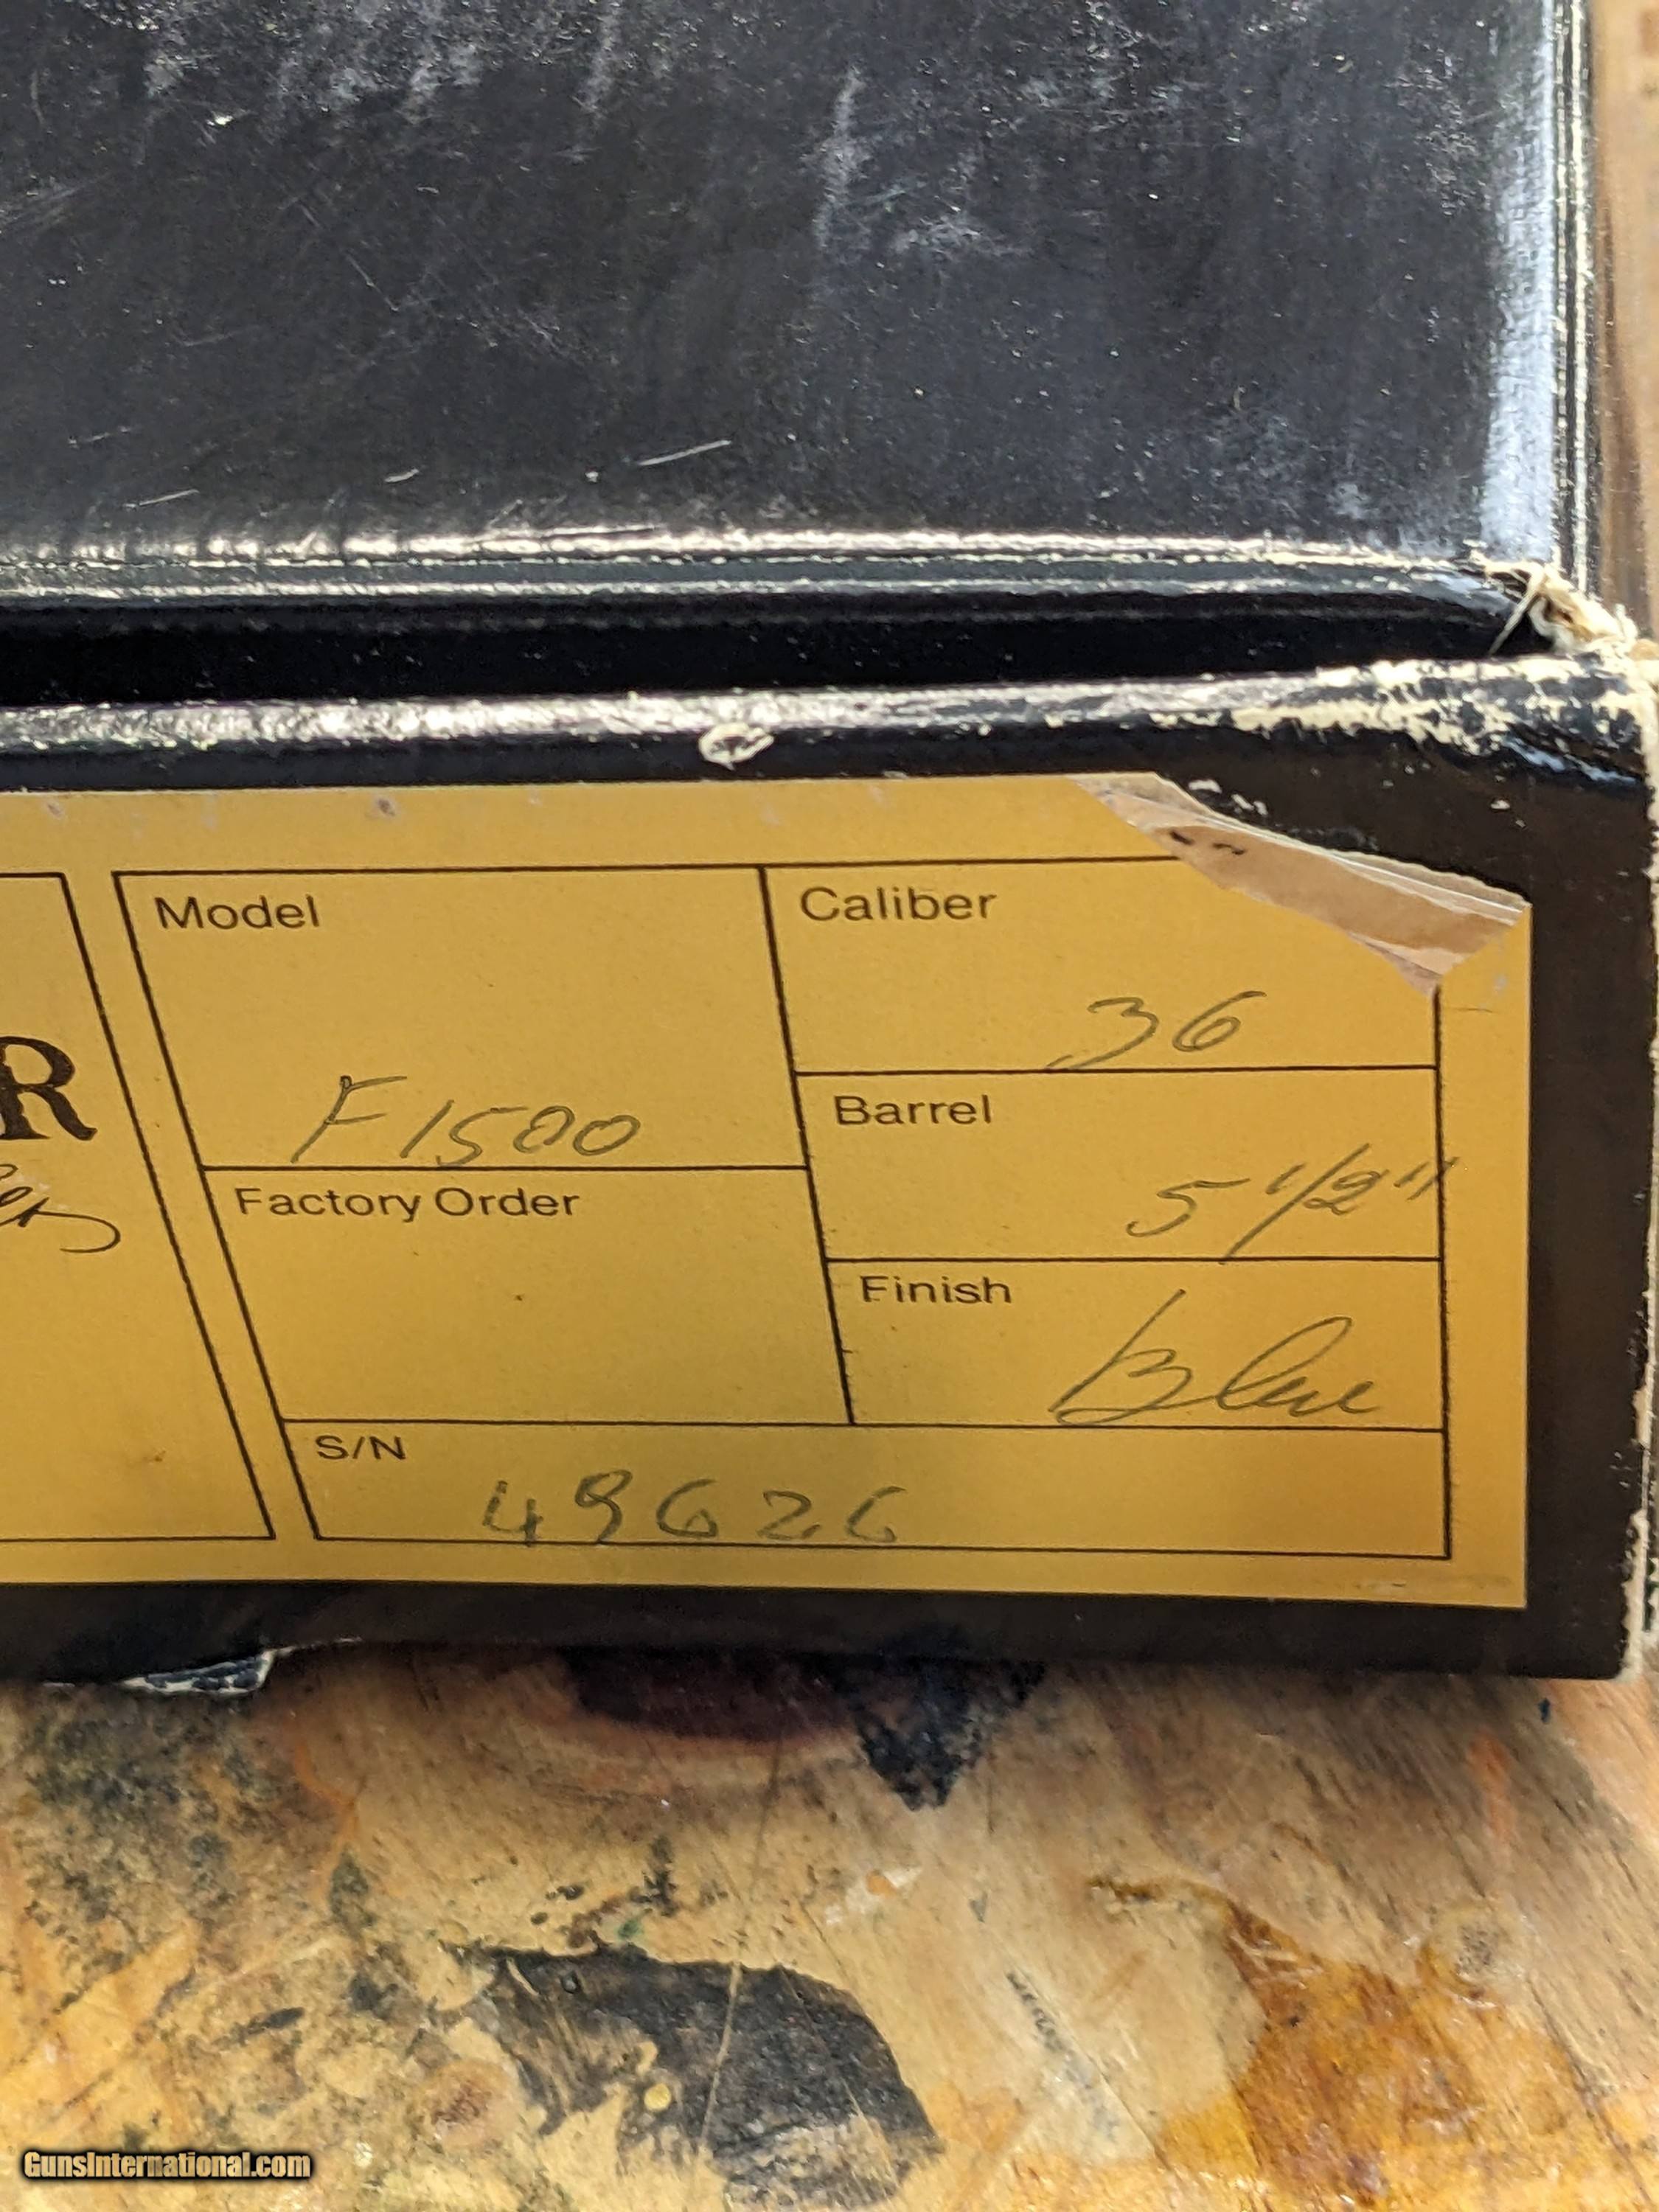 R
Model
F1500
Factory Order
Caliber
36
Barrel
5 1/2"
Finish
Blue
S/N
49626
GunsInternational.com